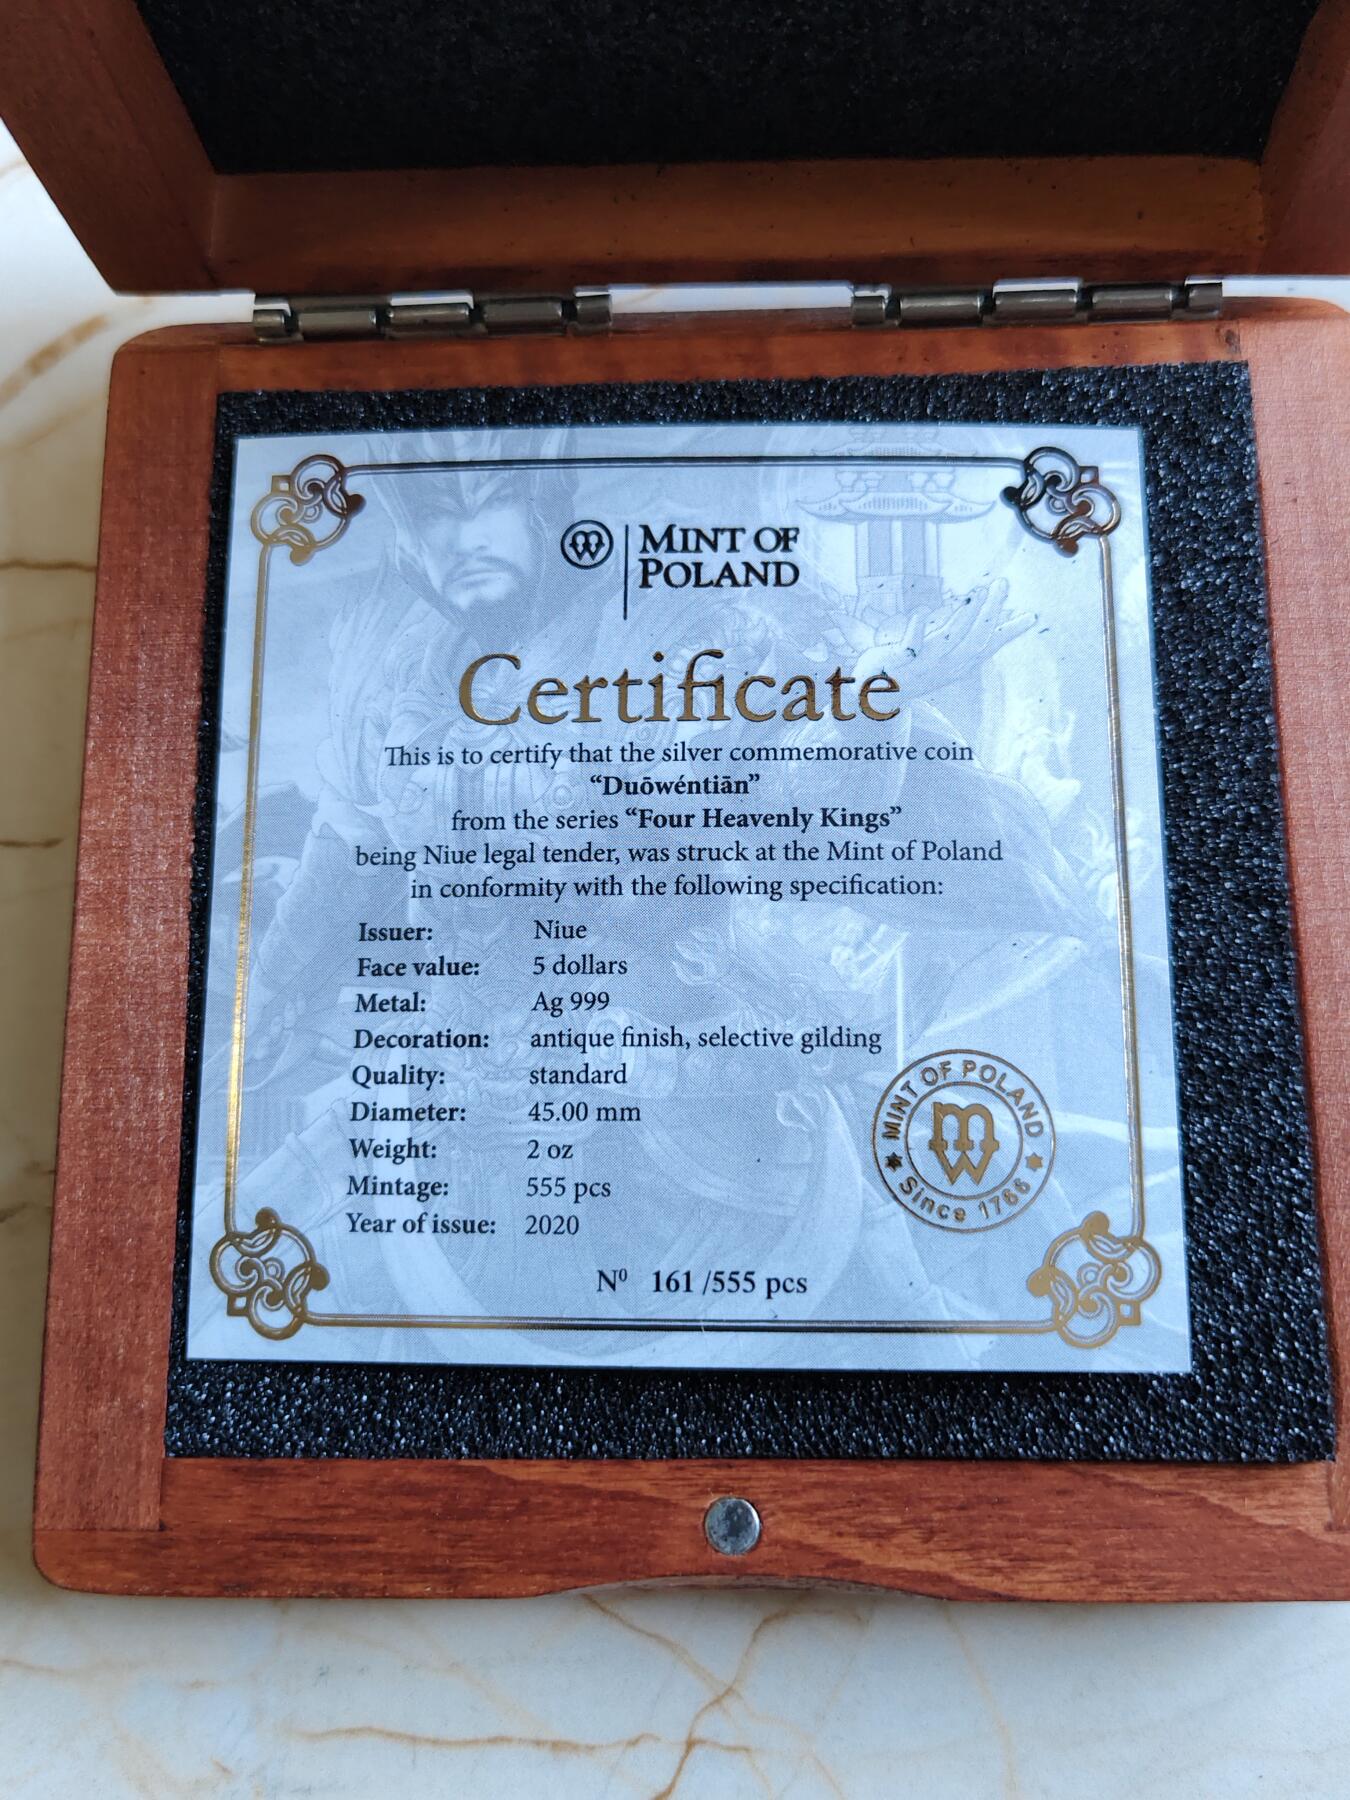 MINT OF
POLAND
Certificate
This is to certify that the silver commemorative coin
“Duōwéntiān”
from the series “Four Heavenly Kings”
being Niue legal tender, was struck at the Mint of Poland
in conformity with the following specification:
Issuer: Niue
Face value: 5 dollars
Metal: Ag 999
Decoration: antique finish, selective gilding
Quality: standard
Diameter: 45.00 mm
Weight: 2 oz
Mintage: 555 pcs
Year of issue: 2020
MINT OF POLAND
MW
Since 1766
Nº 161 /555 pcs